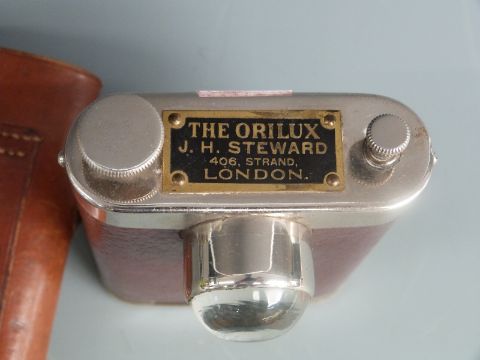 THE ORILUX
J. H. STEWARD
406, STRAND,
LONDON.